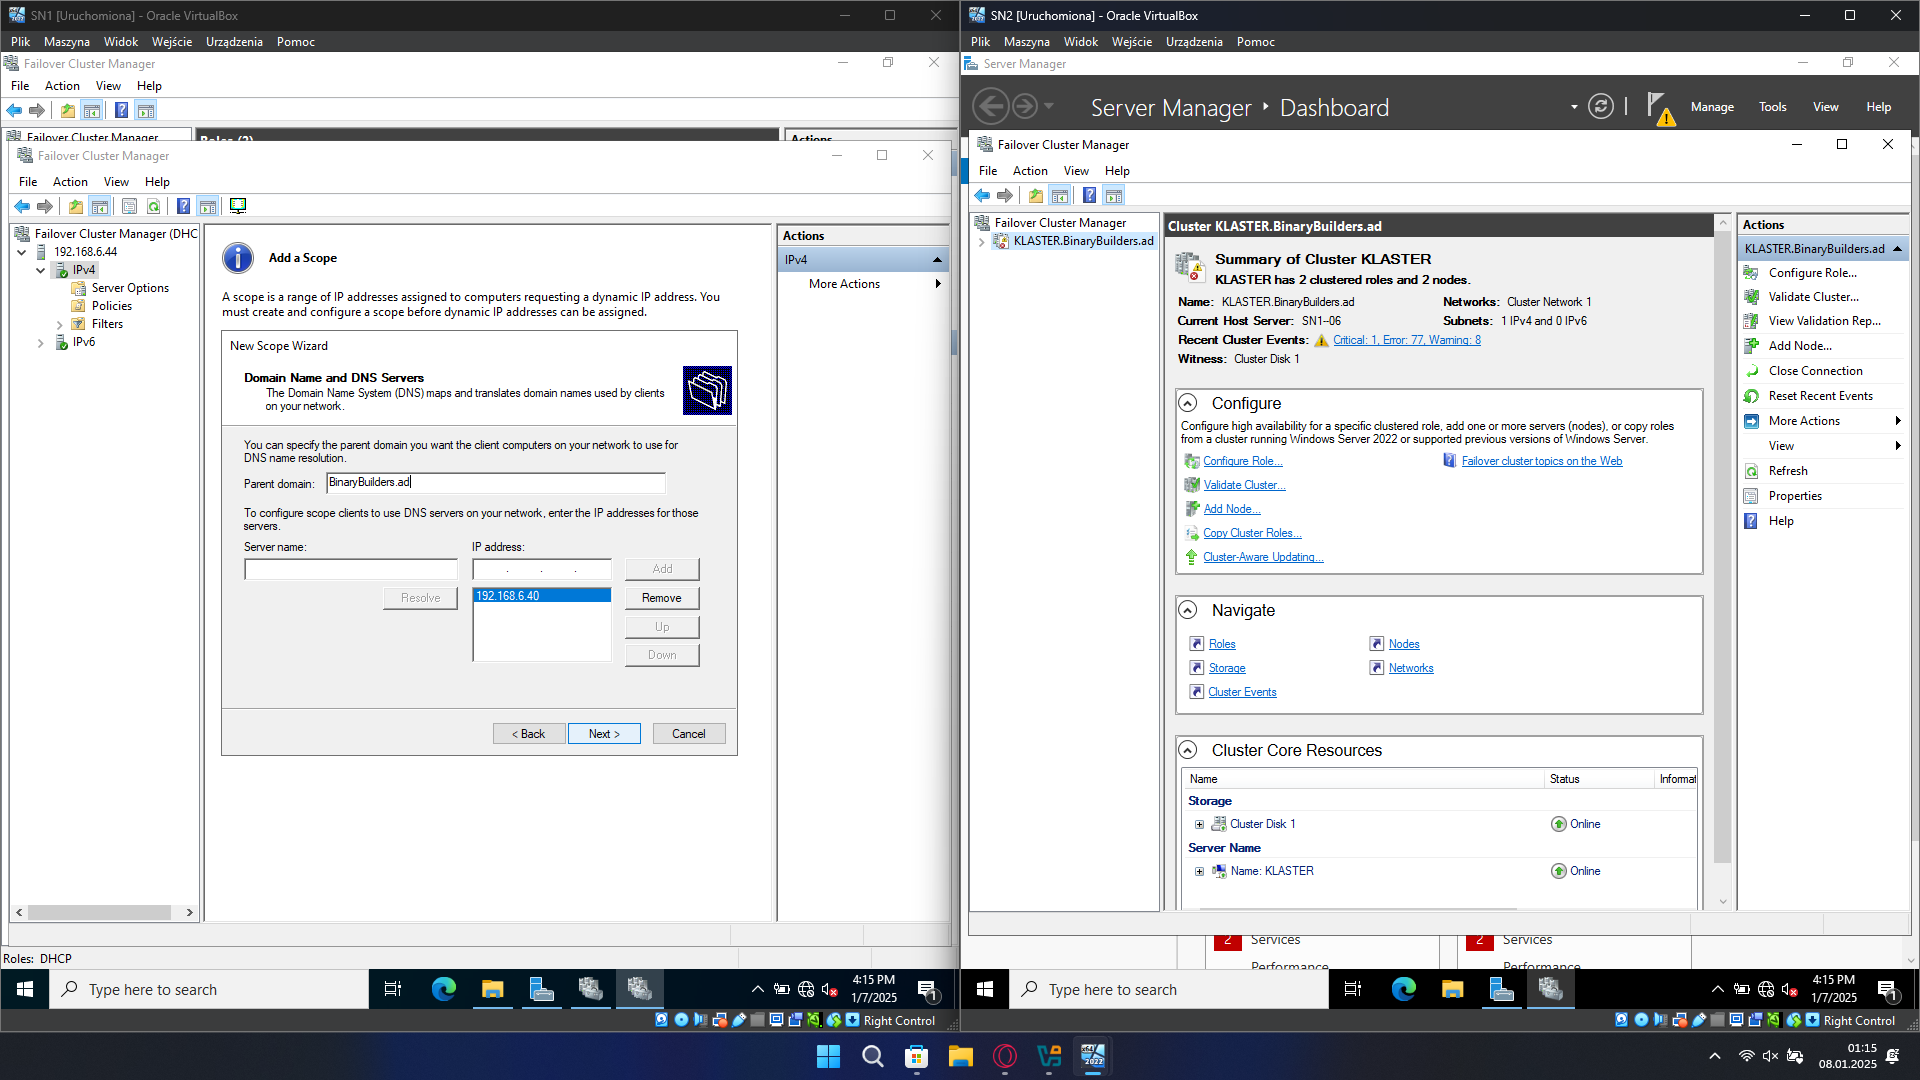 SN1 [Uruchomiona] - Oracle VirtualBox
Plik Maszyna Widok Wejście Urządzenia Pomoc
Failover Cluster Manager
File Action View Help
Failover Cluster Manager
Actions
Failover Cluster Manager
File Action View Help
Failover Cluster Manager (DHC
192.168.6.44
IPv4
Server Options
Policies
Filters
IPv6
Add a Scope
A scope is a range of IP addresses assigned to computers requesting a dynamic IP address. You
must create and configure a scope before dynamic IP addresses can be assigned.
New Scope Wizard
Domain Name and DNS Servers
The Domain Name System (DNS) maps and translates domain names used by clients
on your network.
You can specify the parent domain you want the client computers on your network to use for
DNS name resolution.
Parent domain: BinaryBuilders.ad
To configure scope clients to use DNS servers on your network, enter the IP addresses for those
servers.
Server name: IP address:
Add
Resolve 192.168.6.40 Remove
Up
Down
< Back Next > Cancel
Actions
IPv4
More Actions
Roles: DHCP
Type here to search
4:15 PM
1/7/2025
1
Right Control
SN2 [Uruchomiona] - Oracle VirtualBox
Plik Maszyna Widok Wejście Urządzenia Pomoc
Server Manager
Server Manager • Dashboard
Manage Tools View Help
Failover Cluster Manager
File Action View Help
Failover Cluster Manager
KLASTER.BinaryBuilders.ad
Cluster KLASTER.BinaryBuilders.ad
Summary of Cluster KLASTER
KLASTER has 2 clustered roles and 2 nodes.
Name: KLASTER.BinaryBuilders.ad Networks: Cluster Network 1
Current Host Server: SN1--06 Subnets: 1 IPv4 and 0 IPv6
Recent Cluster Events: Critical: 1, Error: 77, Warning: 8
Witness: Cluster Disk 1
Configure
Configure high availability for a specific clustered role, add one or more servers (nodes), or copy roles
from a cluster running Windows Server 2022 or supported previous versions of Windows Server.
Configure Role... Failover cluster topics on the Web
Validate Cluster...
Add Node...
Copy Cluster Roles...
Cluster-Aware Updating...
Navigate
Roles Nodes
Storage Networks
Cluster Events
Cluster Core Resources
Name Status Informat
Storage
Cluster Disk 1 Online
Server Name
Name: KLASTER Online
Actions
KLASTER.BinaryBuilders.ad
Configure Role...
Validate Cluster...
View Validation Rep...
Add Node...
Close Connection
Reset Recent Events
More Actions
View
Refresh
Properties
Help
2 Services 2 Services
Performance Performance
Type here to search
4:15 PM
1/7/2025
1
Right Control
01:15
08.01.2025